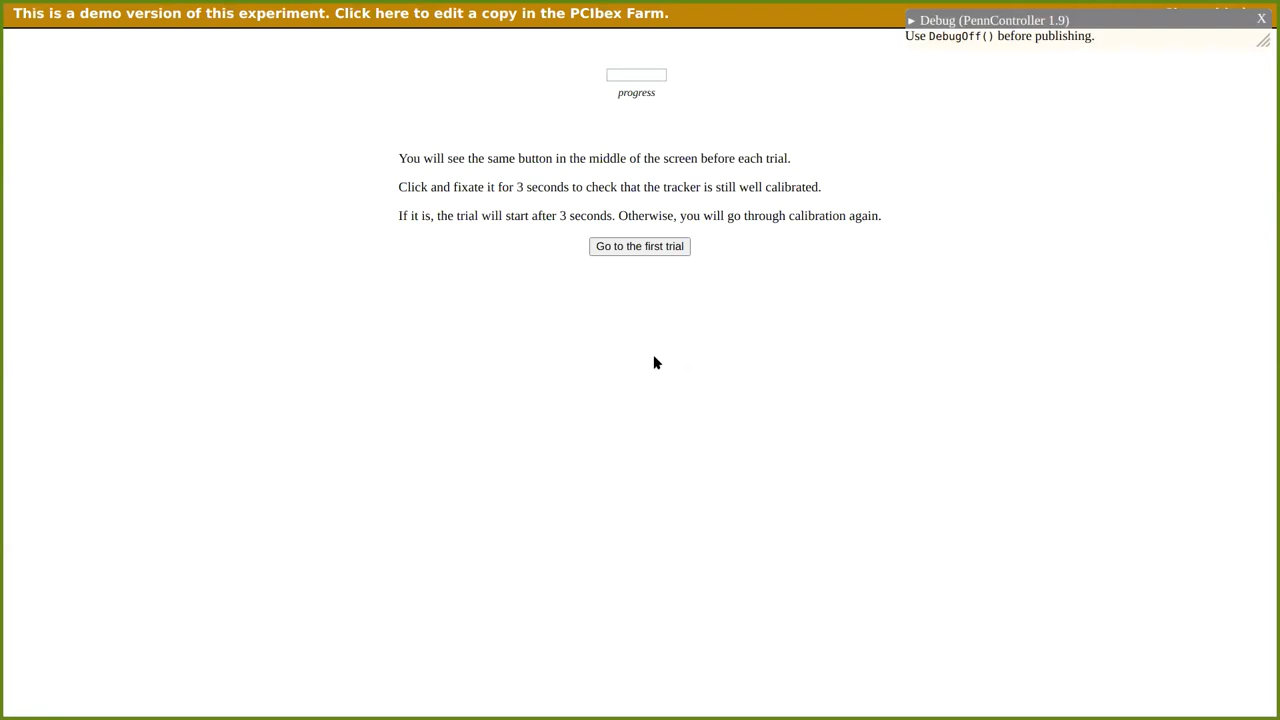 This is a demo version of this experiment. Click here to edit a copy in the PCIbex Farm.
▸ Debug (PennController 1.9) X
Use DebugOff() before publishing.
progress
You will see the same button in the middle of the screen before each trial.
Click and fixate it for 3 seconds to check that the tracker is still well calibrated.
If it is, the trial will start after 3 seconds. Otherwise, you will go through calibration again.
Go to the first trial